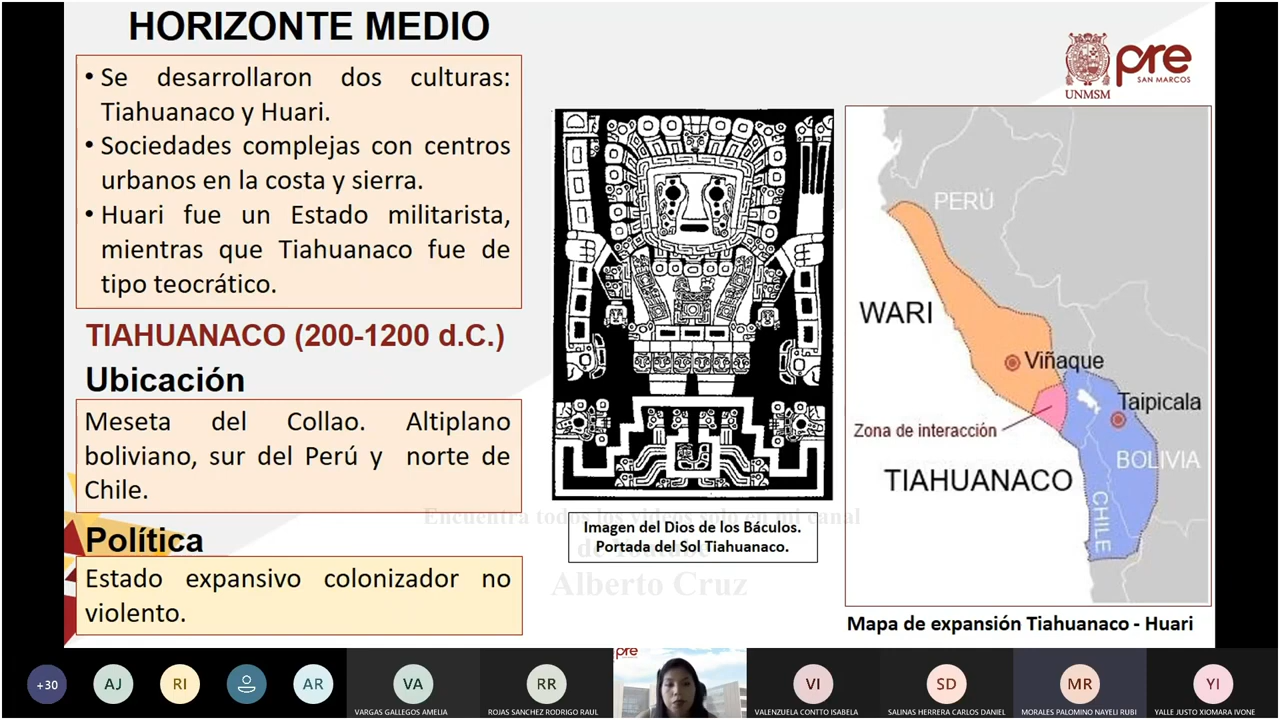 HORIZONTE MEDIO
• Se desarrollaron dos culturas:
Tiahuanaco y Huari.
• Sociedades complejas con centros
urbanos en la costa y sierra.
• Huari fue un Estado militarista,
mientras que Tiahuanaco fue de
tipo teocrático.
TIAHUANACO (200-1200 d.C.)
Ubicación
Meseta del Collao. Altiplano
boliviano, sur del Perú y norte de
Chile.
Política
Estado expansivo colonizador no
violento.
Encuentra todos los videos solo en mi canal
de
Alberto Cruz
Imagen del Dios de los Báculos.
Portada del Sol Tiahuanaco.
UNMSM
pre
SAN MARCOS
PERÚ
WARI
Viñaque
Taipicala
Zona de interacción
BOLIVIA
TIAHUANACO
CHILE
Mapa de expansión Tiahuanaco - Huari
+30
AJ
RI
AR
VA
VARGAS GALLEGOS AMELIA
RR
ROJAS SANCHEZ RODRIGO RAUL
pre
VI
VALENZUELA CONTTO ISABELA
SD
SALINAS HERRERA CARLOS DANIEL
MR
MORALES PALOMINO NAYELI RUBI
YI
YALLE JUSTO XIOMARA IVONE